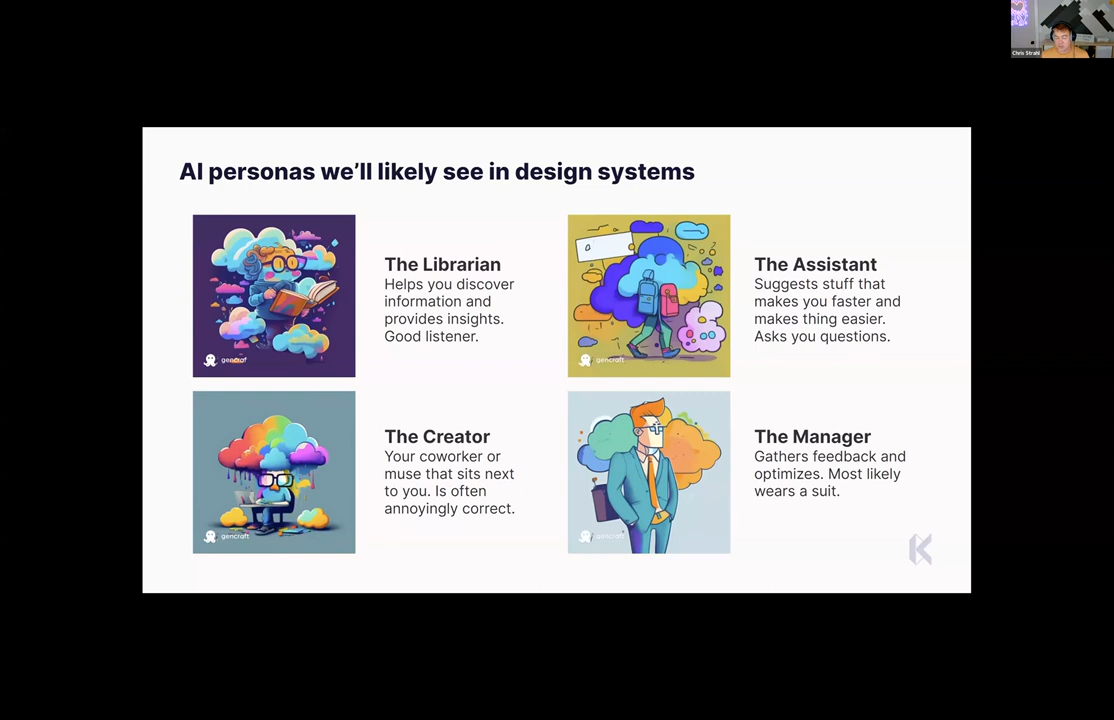 Chris Strahl
AI personas we'll likely see in design systems
The Librarian
Helps you discover
information and
provides insights.
Good listener.
gencraft
The Assistant
Suggests stuff that
makes you faster and
makes thing easier.
Asks you questions.
gencraft
The Creator
Your coworker or
muse that sits next
to you. Is often
annoyingly correct.
gencraft
The Manager
Gathers feedback and
optimizes. Most likely
wears a suit.
gencraft